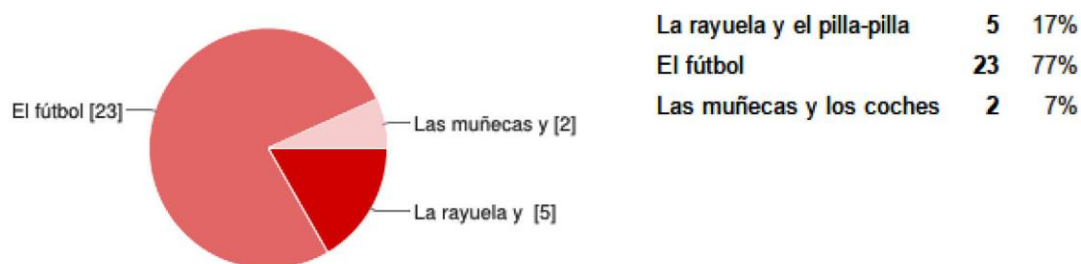 El fútbol [23]
Las muñecas y [2]
La rayuela y [5]
La rayuela y el pilla-pilla 5 17%
El fútbol 23 77%
Las muñecas y los coches 2 7%